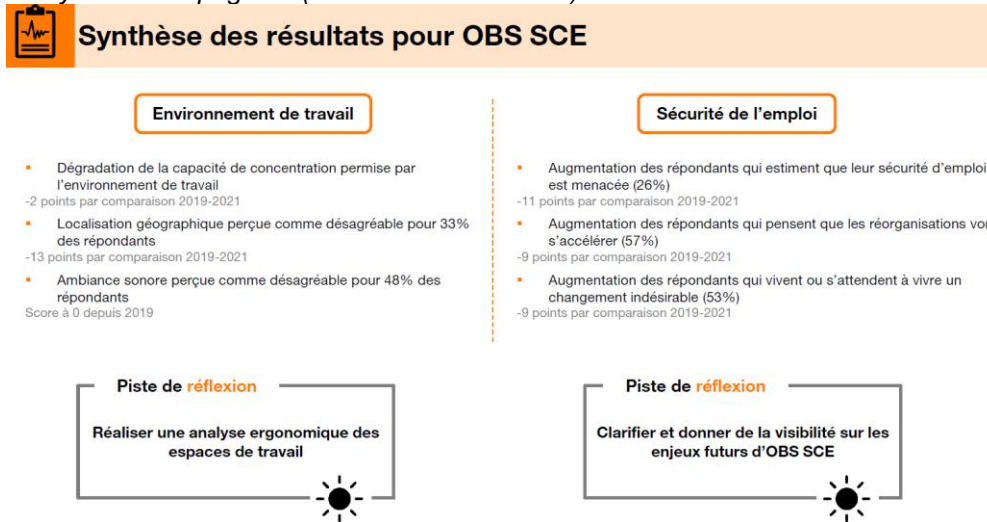 Synthèse des résultats pour OBS SCE
Environnement de travail
Dégradation de la capacité de concentration permise par
l'environnement de travail
-2 points par comparaison 2019-2021
Localisation géographique perçue comme désagréable pour 33%
des répondants
-13 points par comparaison 2019-2021
Ambiance sonore perçue comme désagréable pour 48% des
répondants
Score à 0 depuis 2019
Piste de réflexion
Réaliser une analyse ergonomique des
espaces de travail
Sécurité de l'emploi
Augmentation des répondants qui estiment que leur sécurité d'emploi
est menacée (26%)
-11 points par comparaison 2019-2021
Augmentation des répondants qui pensent que les réorganisations
s'accélérer (57%)
-9 points par comparaison 2019-2021
Augmentation des répondants qui vivent ou s'attendent à vivre un
changement indésirable (53%)
-9 points par comparaison 2019-2021
Piste de réflexion
Clarifier et donner de la visibilité sur les
enjeux futurs d'OBS SCE